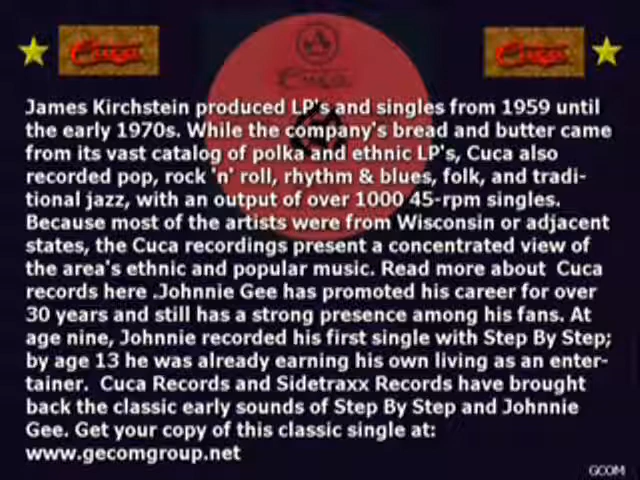 Cuca
Cuca
Cuca
James Kirchstein produced LP's and singles from 1959 until
the early 1970s. While the company's bread and butter came
from its vast catalog of polka and ethnic LP's, Cuca also
recorded pop, rock 'n' roll, rhythm & blues, folk, and tradi-
tional jazz, with an output of over 1000 45-rpm singles.
Because most of the artists were from Wisconsin or adjacent
states, the Cuca recordings present a concentrated view of
the area's ethnic and popular music. Read more about  Cuca
records here .Johnnie Gee has promoted his career for over
30 years and still has a strong presence among his fans. At
age nine, Johnnie recorded his first single with Step By Step;
by age 13 he was already earning his own living as an enter-
tainer.  Cuca Records and Sidetraxx Records have brought
back the classic early sounds of Step By Step and Johnnie
Gee. Get your copy of this classic single at:
www.gecomgroup.net
GCOM